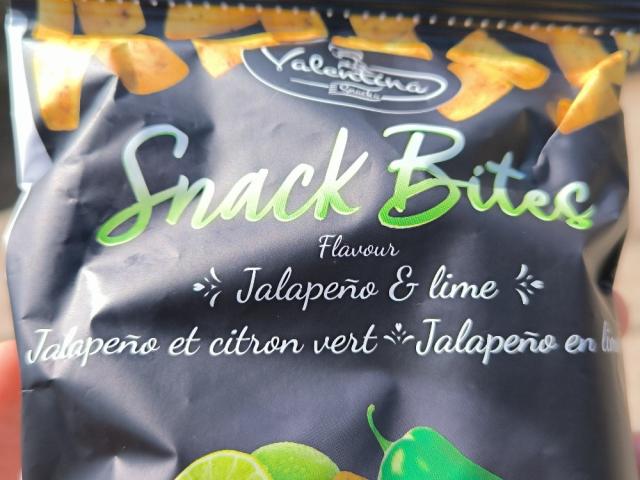 Valentina
Snacks
Snack Bites
Flavour
Jalapeño & lime
Jalapeño et citron vert Jalapeño en